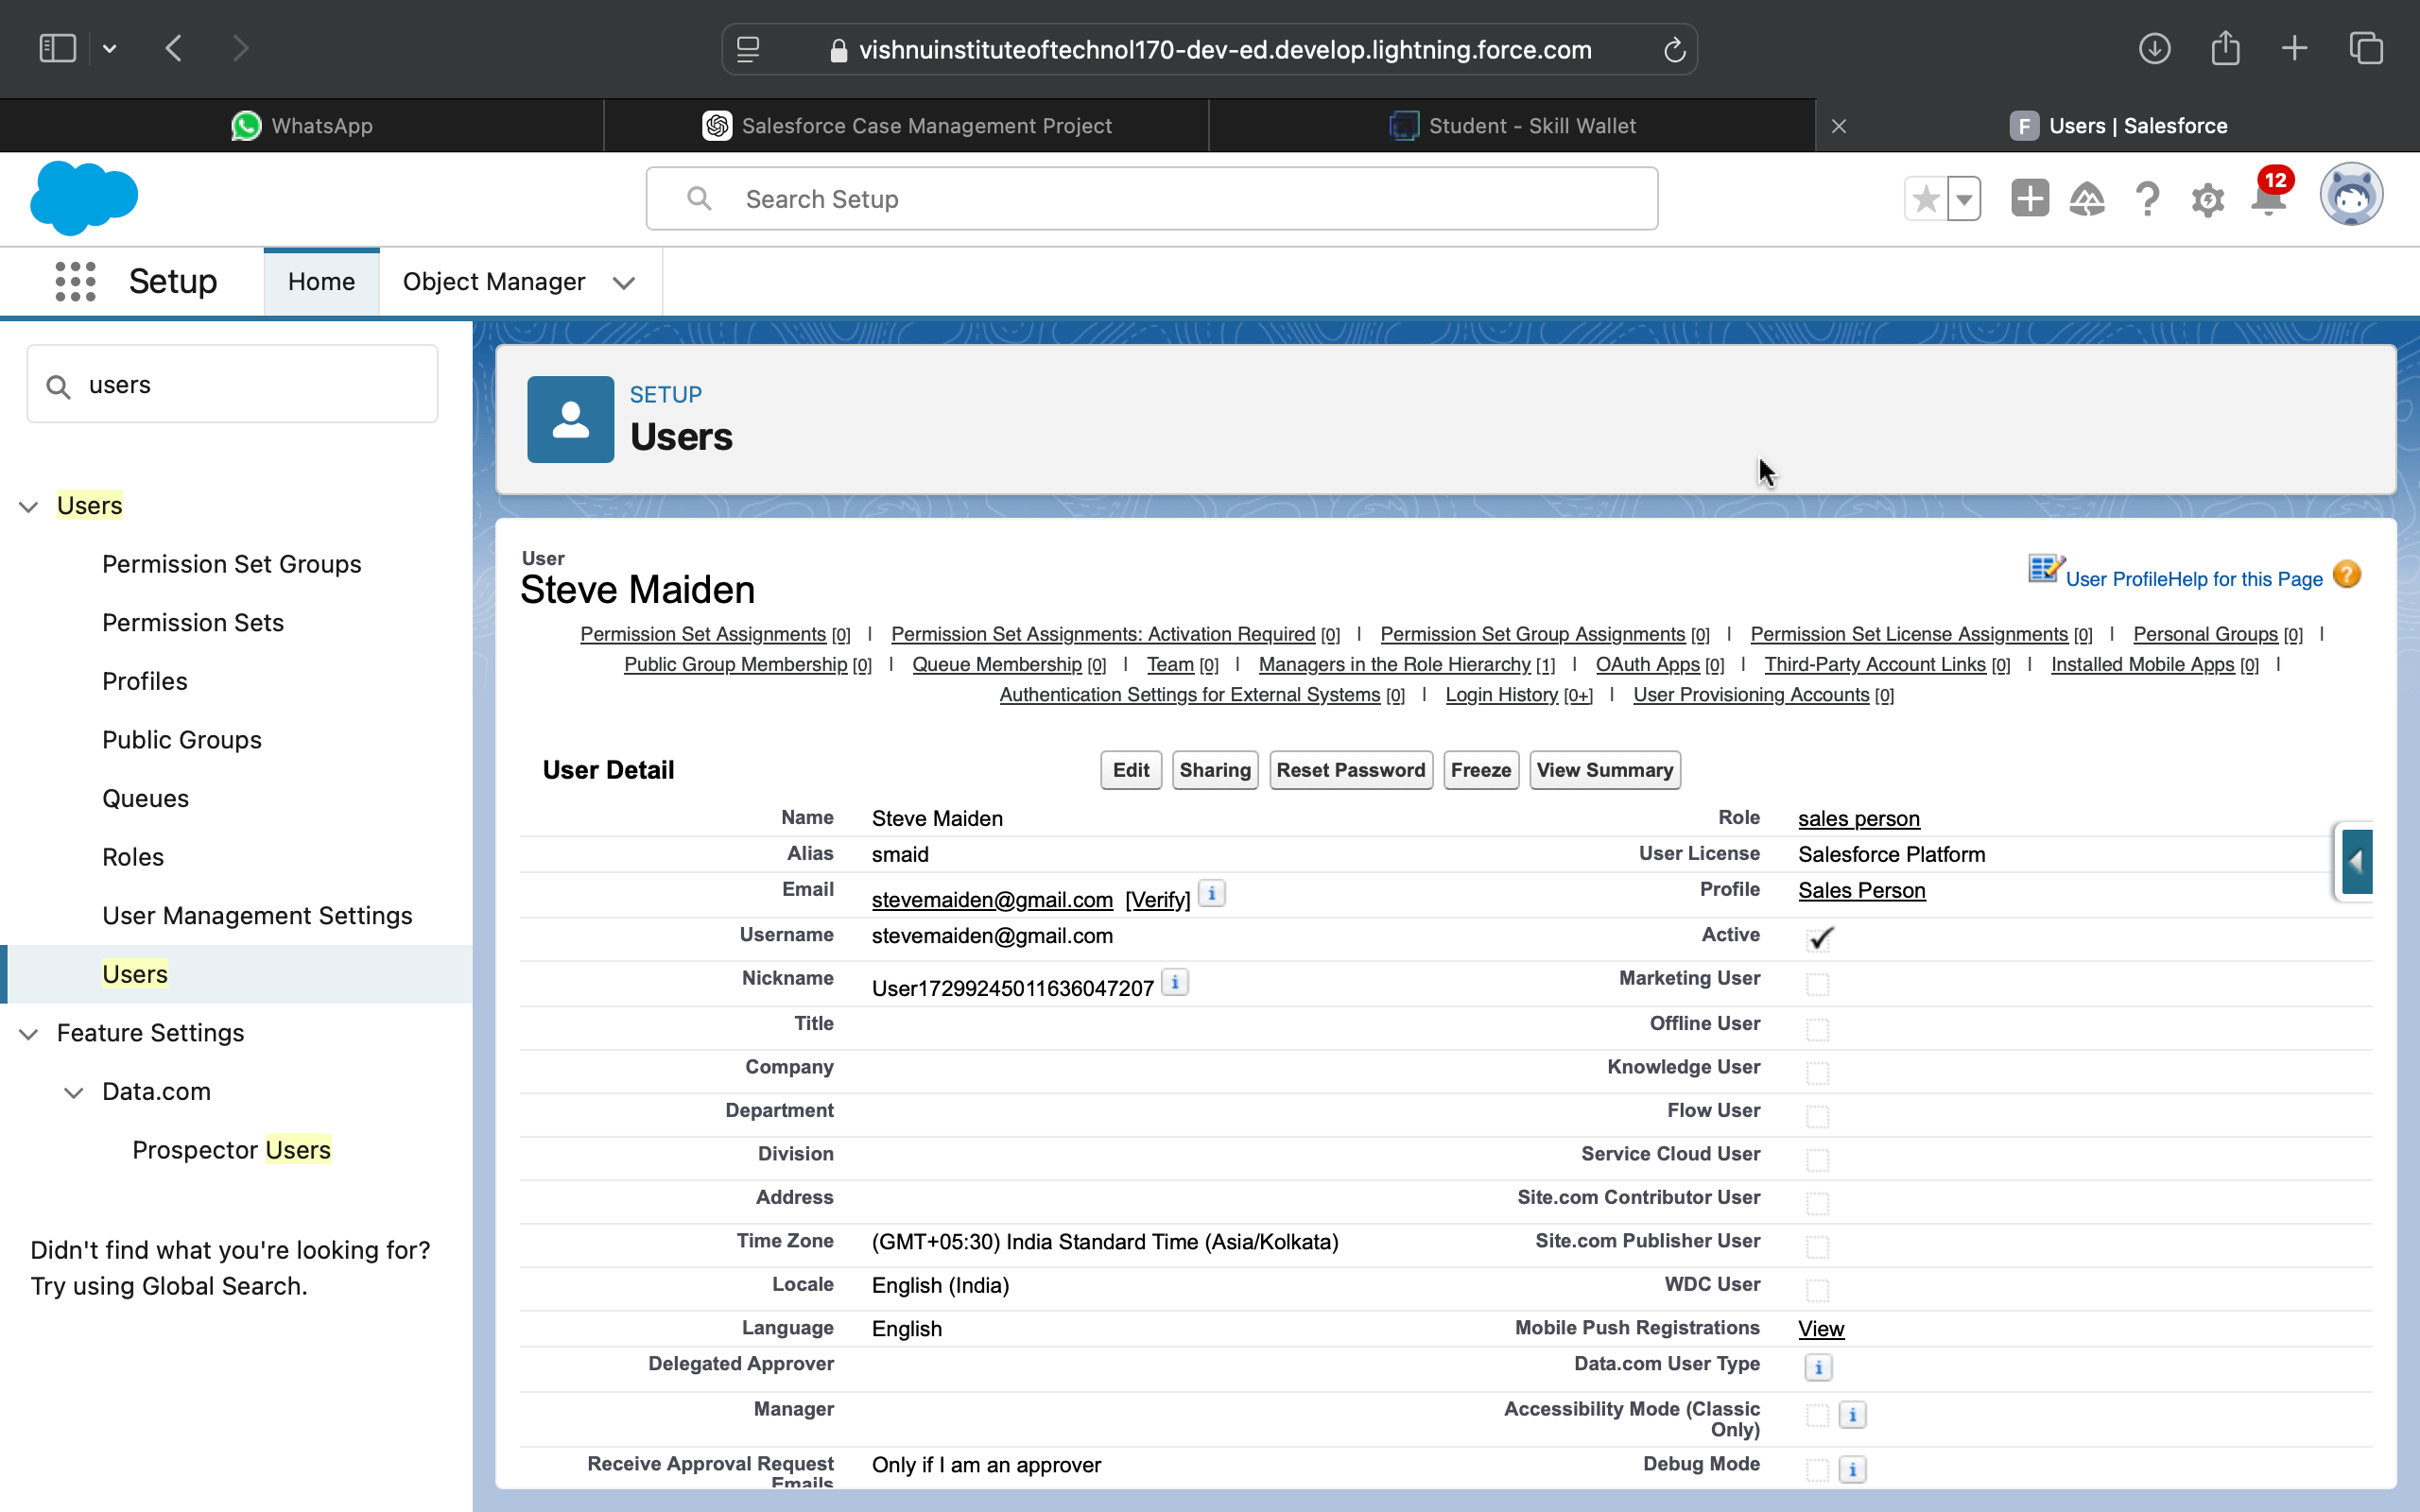 vishnuinstituteoftechnol170-dev-ed.develop.lightning.force.com
WhatsApp
Salesforce Case Management Project
Student - Skill Wallet
F Users | Salesforce
Search Setup
12
Setup
Home
Object Manager
users
Users
Permission Set Groups
Permission Sets
Profiles
Public Groups
Queues
Roles
User Management Settings
Users
Feature Settings
Data.com
Prospector Users
Didn't find what you're looking for?
Try using Global Search.
SETUP
Users
User
Steve Maiden
User Profile Help for this Page
Permission Set Assignments [0] | Permission Set Assignments: Activation Required [0] | Permission Set Group Assignments [0] | Permission Set License Assignments [0] | Personal Groups [0] |
Public Group Membership [0] | Queue Membership [0] | Team [0] | Managers in the Role Hierarchy [1] | OAuth Apps [0] | Third-Party Account Links [0] | Installed Mobile Apps [0] |
Authentication Settings for External Systems [0] | Login History [0+] | User Provisioning Accounts [0]
User Detail
Edit Sharing Reset Password Freeze View Summary
Name Steve Maiden
Role sales person
Alias smaid
User License Salesforce Platform
Email stevemaiden@gmail.com [Verify] i
Profile Sales Person
Username stevemaiden@gmail.com
Active
Nickname User17299245011636047207 i
Marketing User
Title
Offline User
Company
Knowledge User
Department
Flow User
Division
Service Cloud User
Address
Site.com Contributor User
Time Zone (GMT+05:30) India Standard Time (Asia/Kolkata)
Site.com Publisher User
Locale English (India)
WDC User
Language English
Mobile Push Registrations View
Delegated Approver
Data.com User Type i
Manager
Accessibility Mode (Classic
Only) i
Receive Approval Request
Emails
Only if I am an approver
Debug Mode i